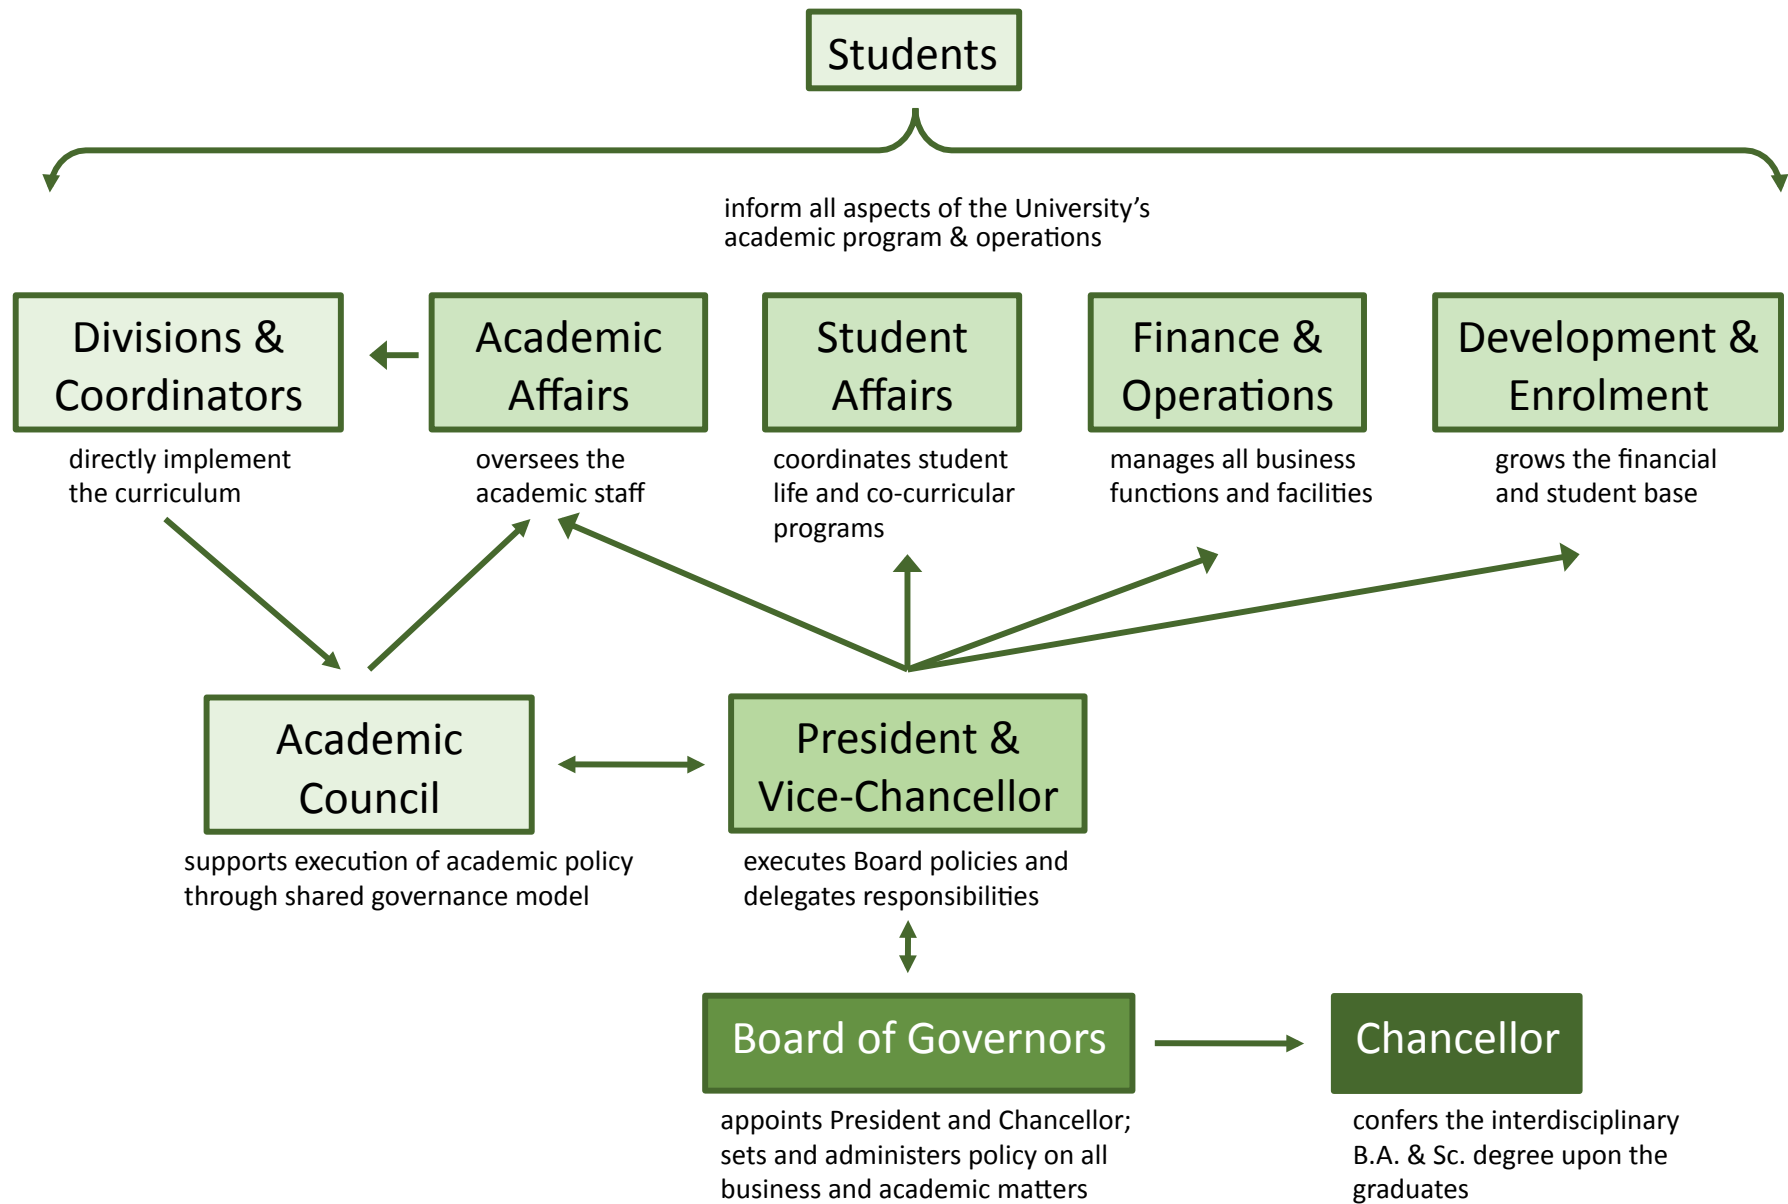 Students
inform all aspects of the University’s
academic program & operations
Divisions &
Coordinators
directly implement
the curriculum
Academic
Affairs
oversees the
academic staff
Student
Affairs
coordinates student
life and co-curricular
programs
Finance &
Operations
manages all business
functions and facilities
Development &
Enrolment
grows the financial
and student base
Academic
Council
supports execution of academic policy
through shared governance model
President &
Vice-Chancellor
executes Board policies and
delegates responsibilities
Board of Governors
appoints President and Chancellor;
sets and administers policy on all
business and academic matters
Chancellor
confers the interdisciplinary
B.A. & Sc. degree upon the
graduates